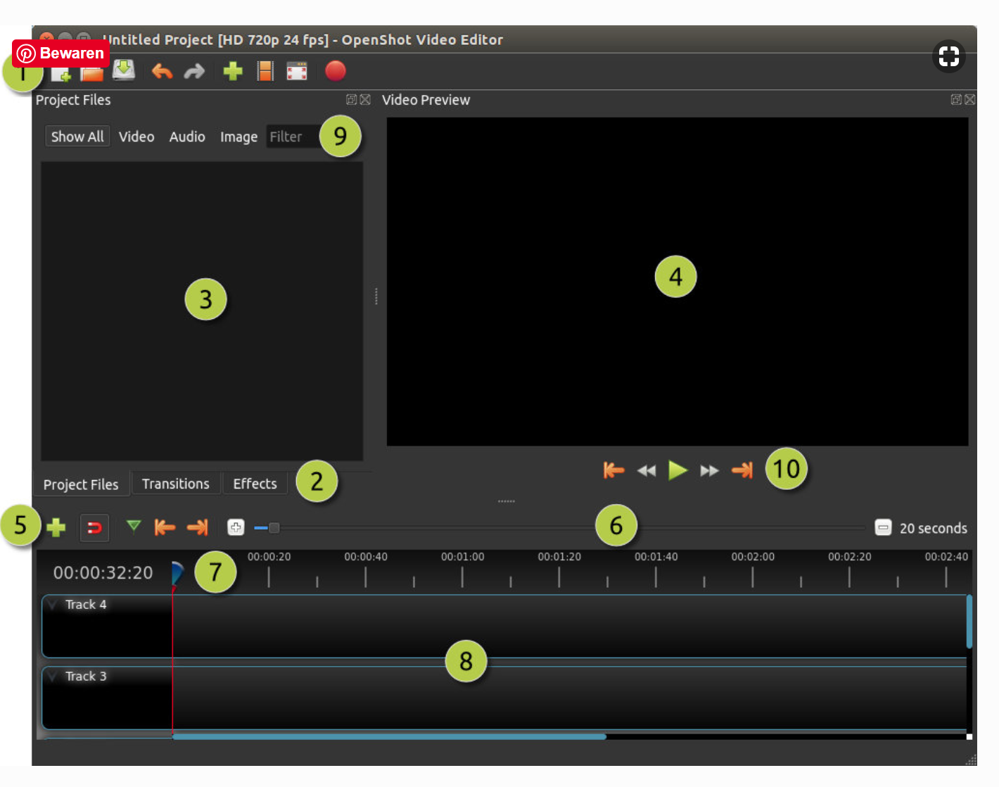 Untitled Project [HD 720p 24 fps] - OpenShot Video Editor
Bewaren
1
Project Files
Video Preview
Show All Video Audio Image Filter 9
3
4
Project Files Transitions Effects 2
10
5
6
20 seconds
00:00:32:20
7
00:00:20 00:00:40 00:01:00 00:01:20 00:01:40 00:02:00 00:02:20 00:02:40
Track 4
8
Track 3